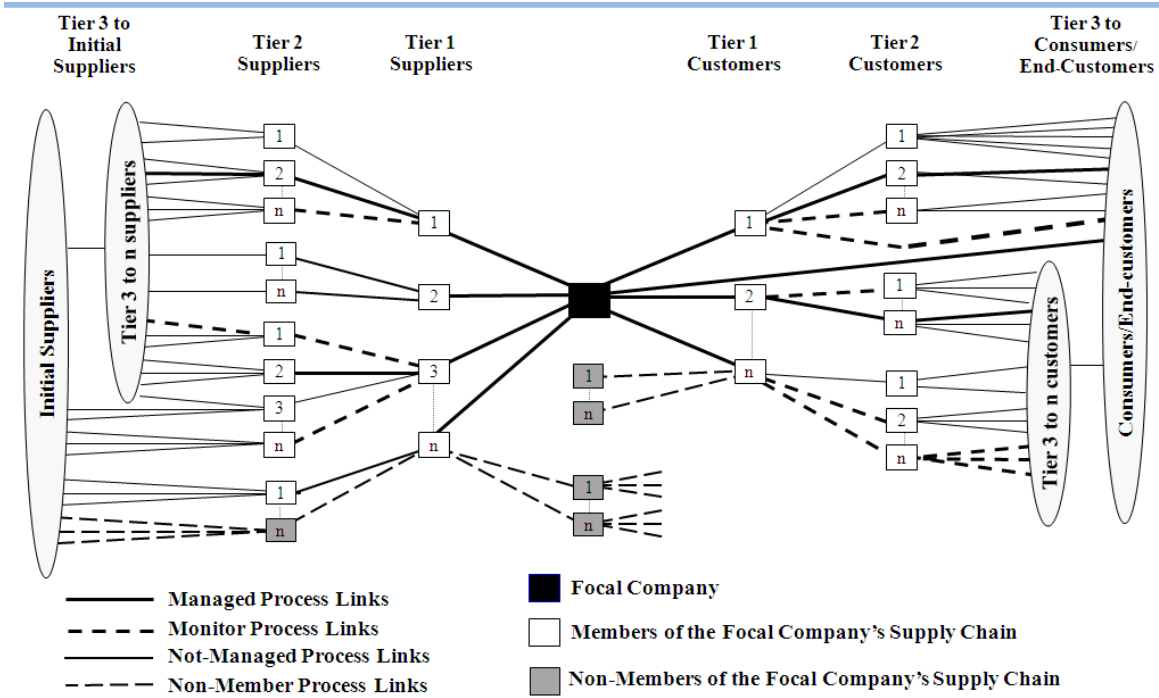 Tier 3 to
Initial
Suppliers
Tier 2
Suppliers
Tier 1
Suppliers
Tier 1
Customers
Tier 2
Customers
Tier 3 to
Consumers/
End-Customers
Initial Suppliers
Tier 3 to n suppliers
1
2
n
1
n
1
2
3
n
1
n
1
2
3
n
1
n
1
n
1
2
n
1
2
n
1
n
1
2
n
Tier 3 to n customers
Consumers/End-customers
Managed Process Links
Monitor Process Links
Not-Managed Process Links
Non-Member Process Links
Focal Company
Members of the Focal Company's Supply Chain
Non-Members of the Focal Company's Supply Chain